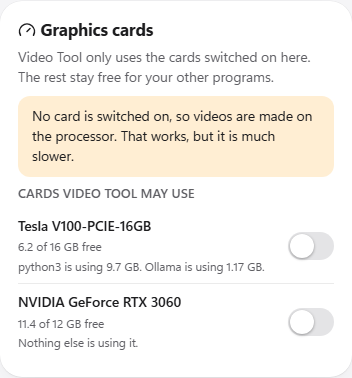 Graphics cards
Video Tool only uses the cards switched on here.
The rest stay free for your other programs.
No card is switched on, so videos are made on
the processor. That works, but it is much
slower.
CARDS VIDEO TOOL MAY USE
Tesla V100-PCIE-16GB
6.2 of 16 GB free
python3 is using 9.7 GB. Ollama is using 1.17 GB.
NVIDIA GeForce RTX 3060
11.4 of 12 GB free
Nothing else is using it.